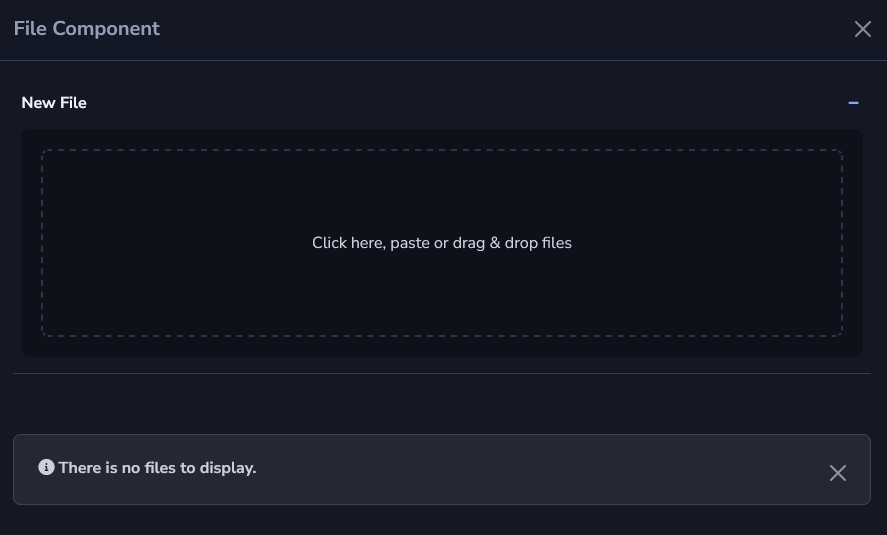 File Component
New File
Click here, paste or drag & drop files
There is no files to display.